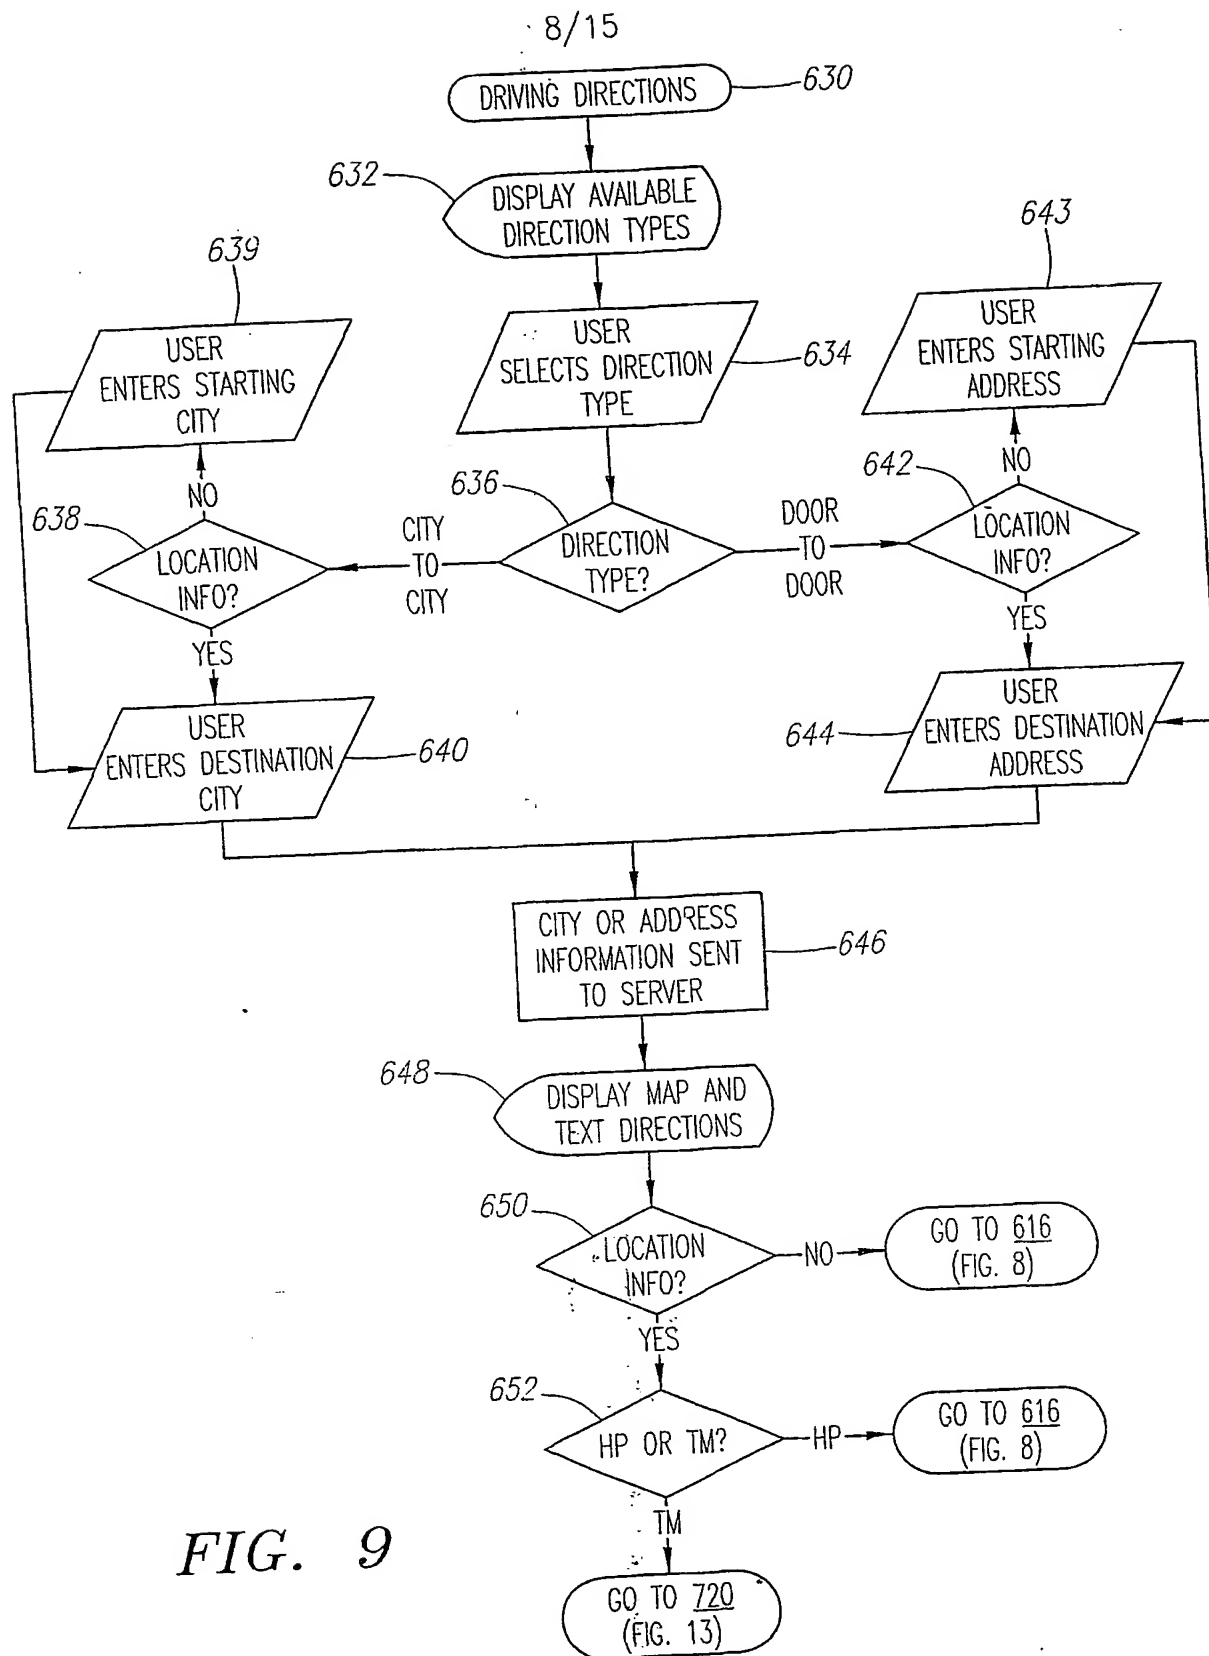 8/15
DRIVING DIRECTIONS
630
632
DISPLAY AVAILABLE
DIRECTION TYPES
639
643
USER
ENTERS STARTING
CITY
USER
SELECTS DIRECTION
TYPE
634
USER
ENTERS STARTING
ADDRESS
NO
NO
638
LOCATION
INFO?
CITY
TO
CITY
636
DIRECTION
TYPE?
DOOR
TO
DOOR
642
LOCATION
INFO?
YES
YES
USER
ENTERS DESTINATION
CITY
640
644
USER
ENTERS DESTINATION
ADDRESS
CITY OR ADDRESS
INFORMATION SENT
TO SERVER
646
648
DISPLAY MAP AND
TEXT DIRECTIONS
650
LOCATION
INFO?
NO
GO TO 616
(FIG. 8)
YES
652
HP OR TM?
HP
GO TO 616
(FIG. 8)
TM
GO TO 720
(FIG. 13)
FIG. 9